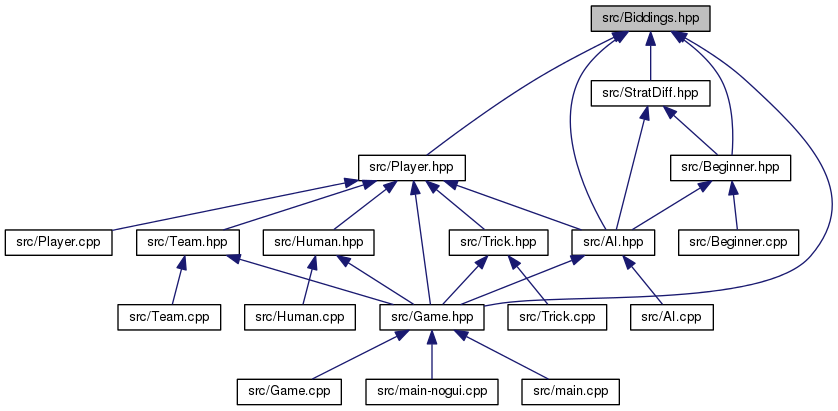 src/Biddings.hpp
src/StratDiff.hpp
src/Player.hpp
src/Beginner.hpp
src/Player.cpp
src/Team.hpp
src/Human.hpp
src/Trick.hpp
src/AI.hpp
src/Beginner.cpp
src/Team.cpp
src/Human.cpp
src/Game.hpp
src/Trick.cpp
src/AI.cpp
src/Game.cpp
src/main-nogui.cpp
src/main.cpp